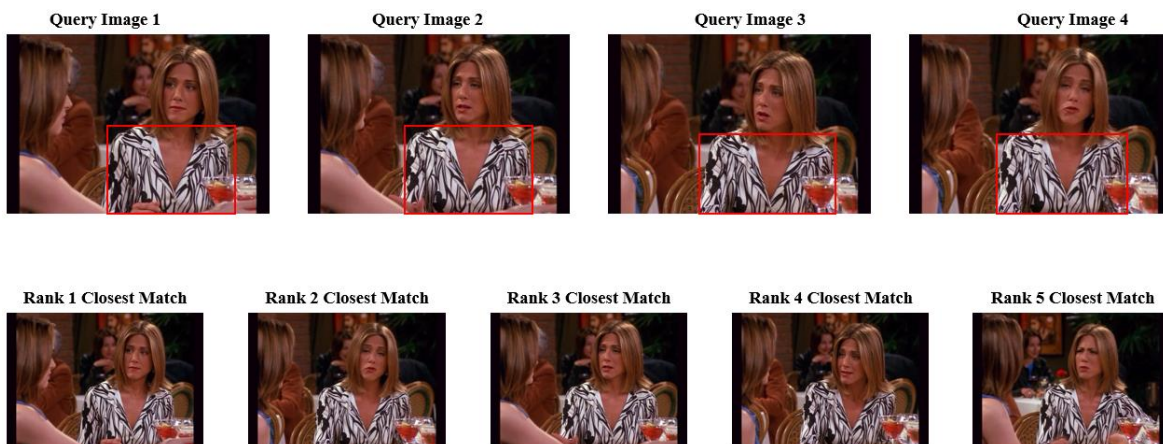 Query Image 1
Query Image 2
Query Image 3
Query Image 4
Rank 1 Closest Match
Rank 2 Closest Match
Rank 3 Closest Match
Rank 4 Closest Match
Rank 5 Closest Match